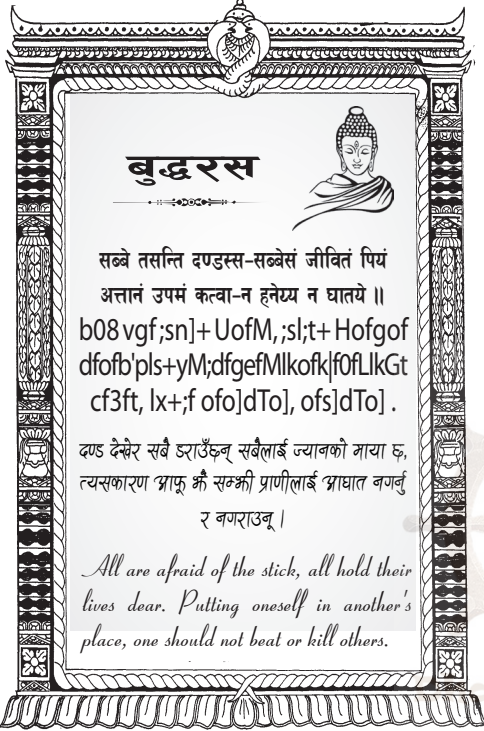 बुद्धरस
सब्बे तसन्ति दण्डस्स-सब्बेसं जीवितं पियं
अत्तानं उपमं कत्वा-न हनेय्य न घातये ॥
b08 vgf ;sn]+ UofM, ;sl;t+ Hofgof
dfofb'pls+yM;dfgefMlkofk|f0fLlkGt
cf3ft, lx+;f ofo]dTo], ofs]dTo] .
दण्ड देखेर सबै डराउँछन् सबैलाई ज्यानको माया छ,
त्यसकारण आफू झैं सम्झी प्राणीलाई आघात नगर्नु
र नगराउनू ।
All are afraid of the stick, all hold their
lives dear. Putting oneself in another's
place, one should not beat or kill others.